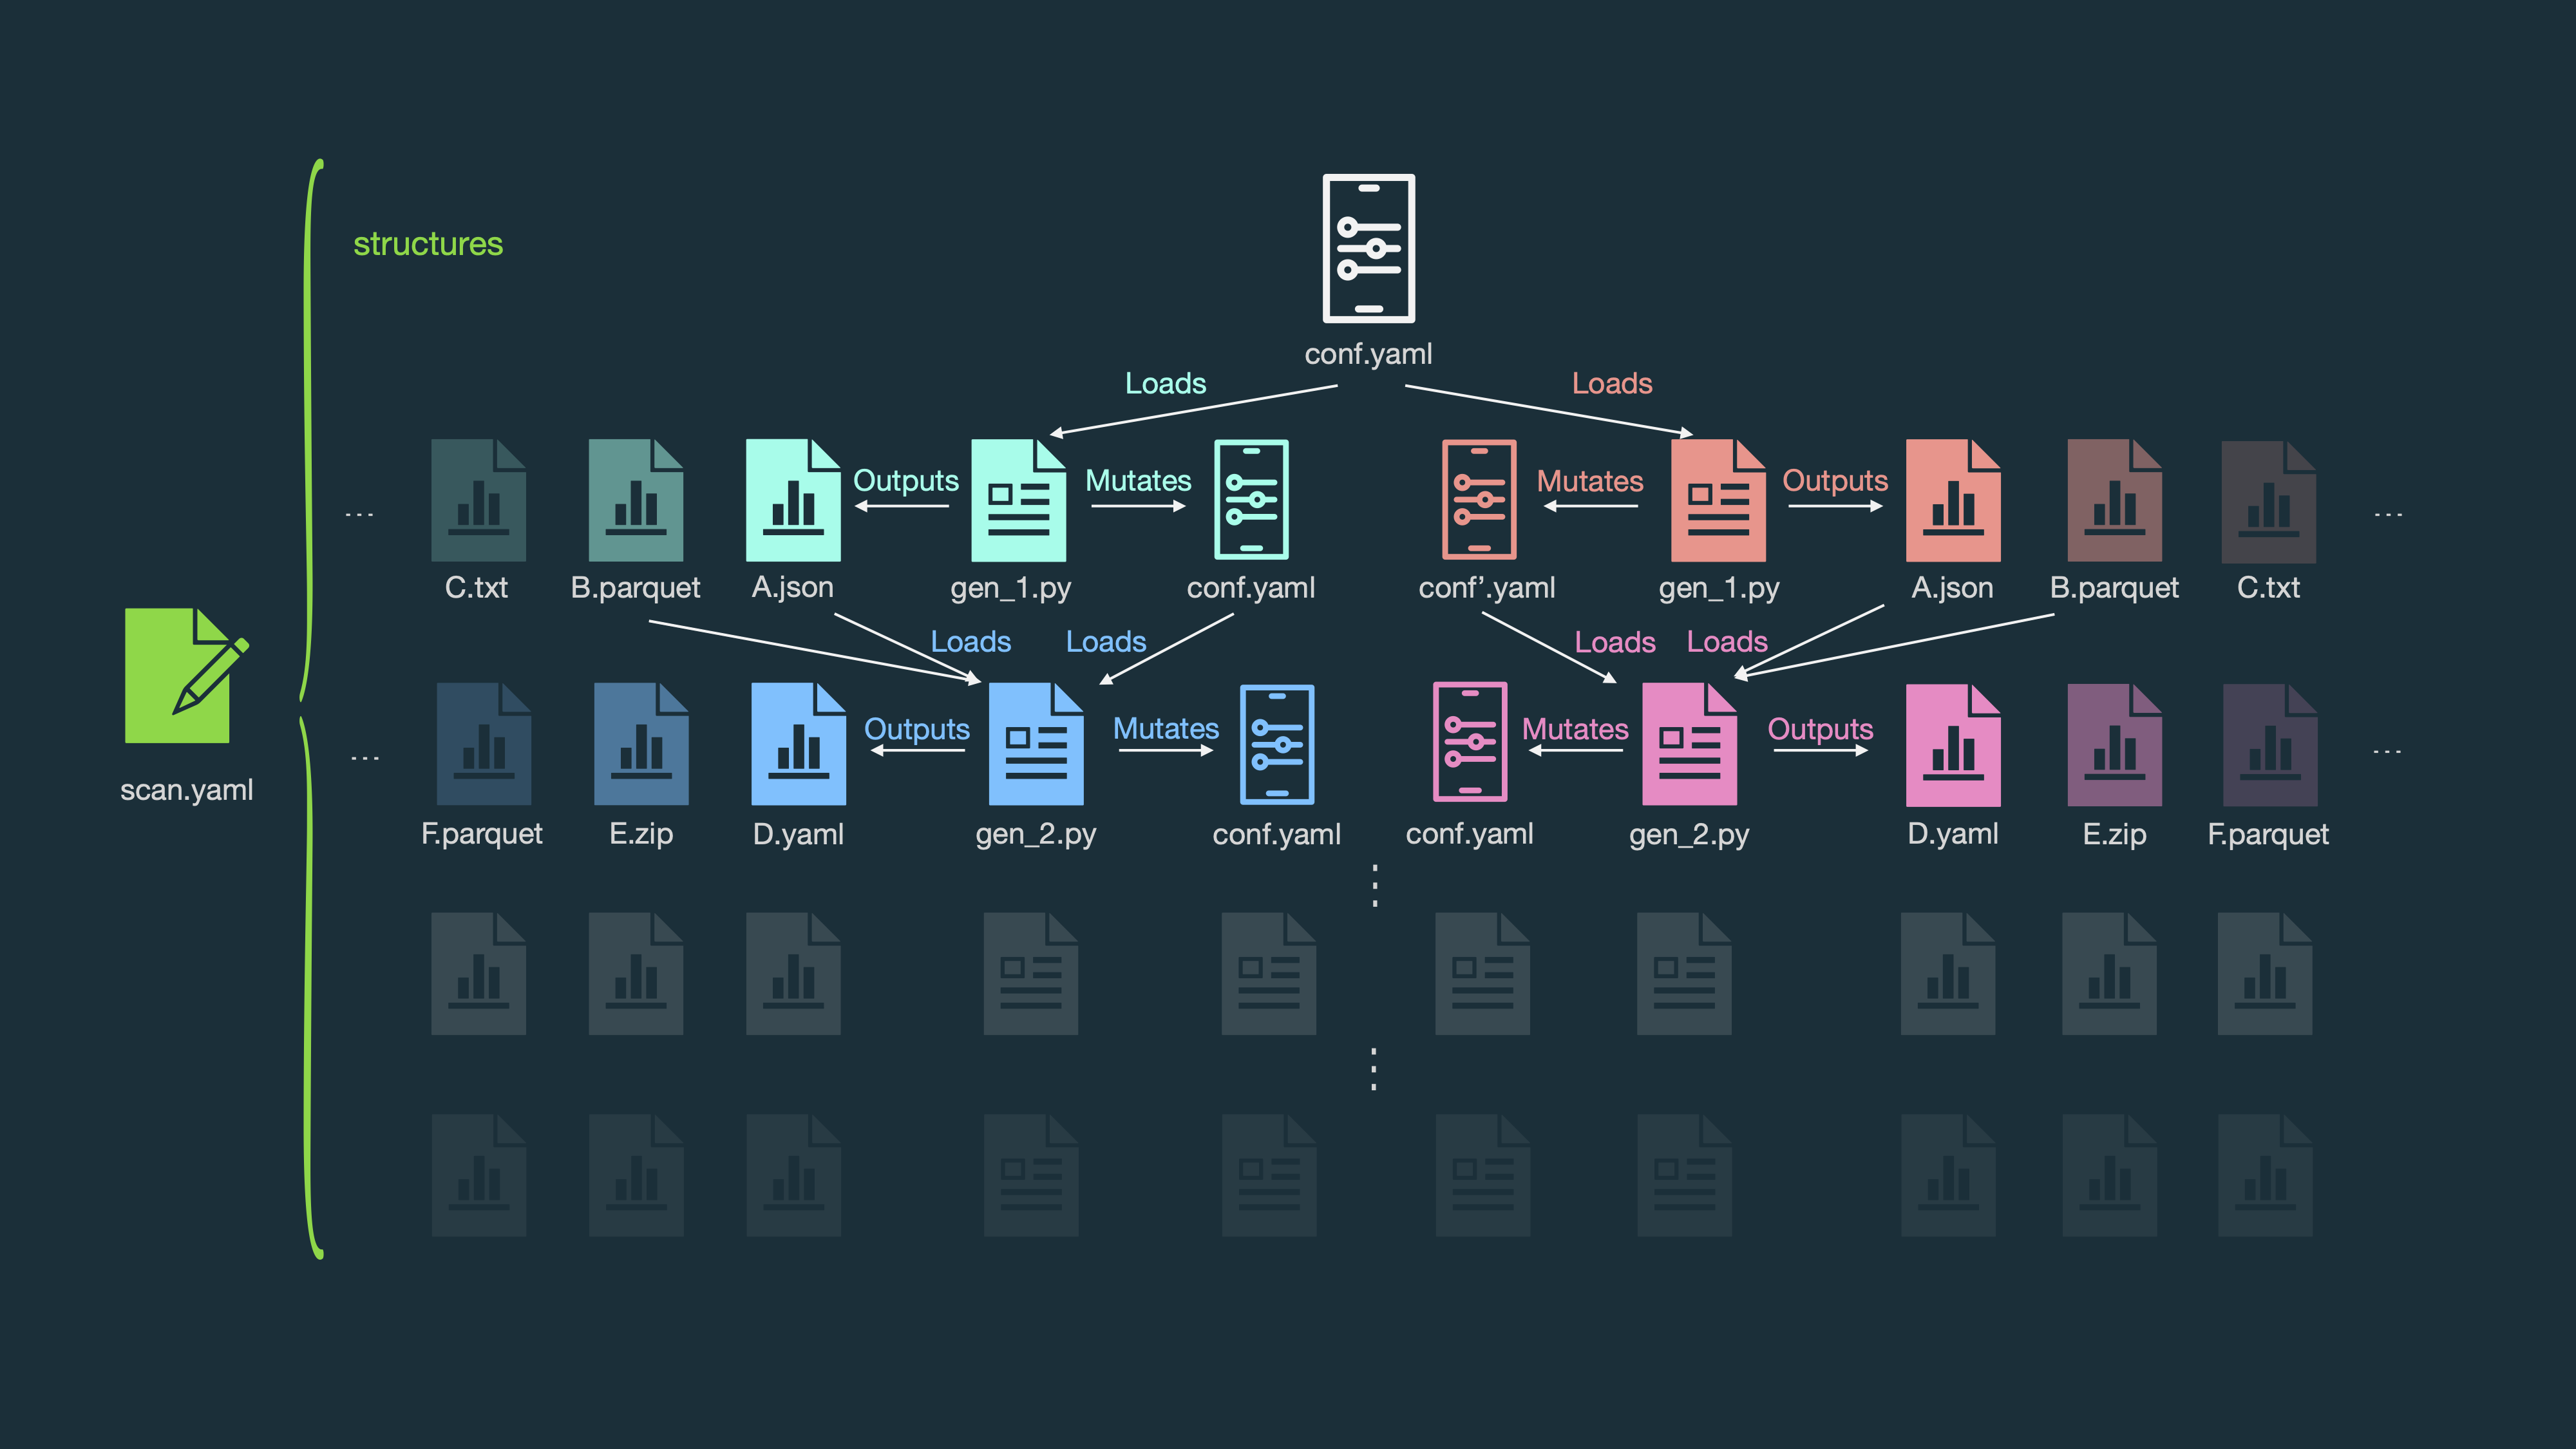 structures
conf.yaml
Loads
Loads
Outputs
Mutates
Mutates
Outputs
...
...
C.txt
B.parquet
A.json
gen_1.py
conf.yaml
conf’.yaml
gen_1.py
A.json
B.parquet
C.txt
Loads
Loads
Loads
Loads
Outputs
Mutates
Mutates
Outputs
...
...
scan.yaml
F.parquet
E.zip
D.yaml
gen_2.py
conf.yaml
conf.yaml
gen_2.py
D.yaml
E.zip
F.parquet